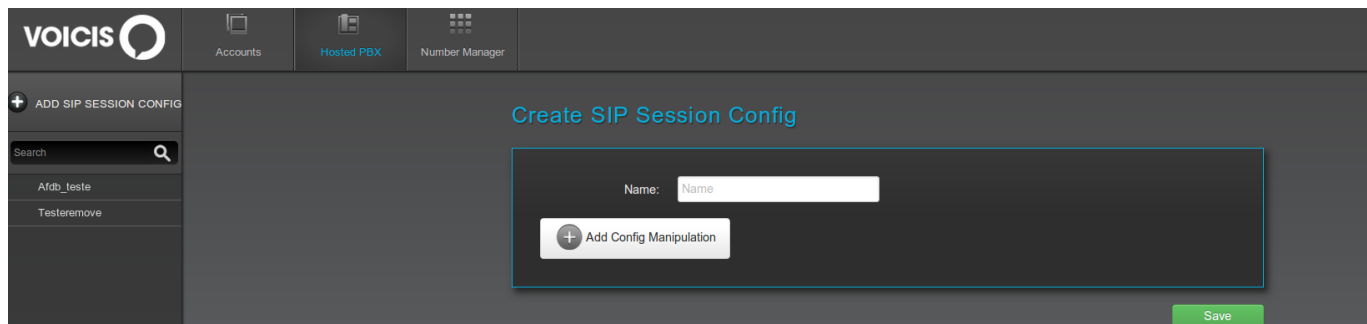 VOICIS
Accounts
Hosted PBX
Number Manager
ADD SIP SESSION CONFIG
Search
Afdb_teste
Testeremove
Create SIP Session Config
Name: Name
Add Config Manipulation
Save